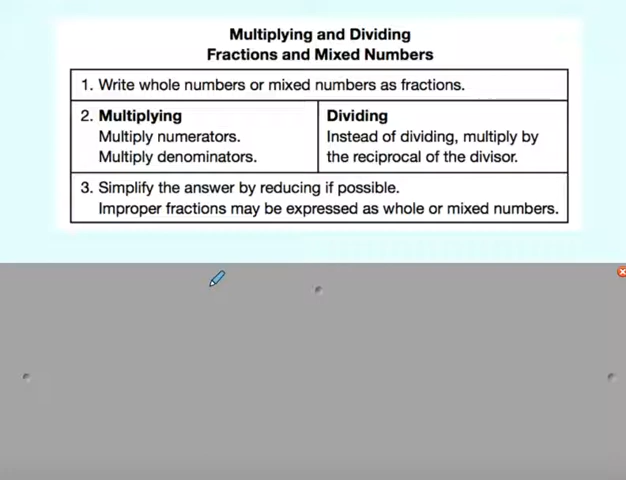 Multiplying and Dividing
Fractions and Mixed Numbers
1. Write whole numbers or mixed numbers as fractions.
2. Multiplying
Multiply numerators.
Multiply denominators.
Dividing
Instead of dividing, multiply by
the reciprocal of the divisor.
3. Simplify the answer by reducing if possible.
Improper fractions may be expressed as whole or mixed numbers.